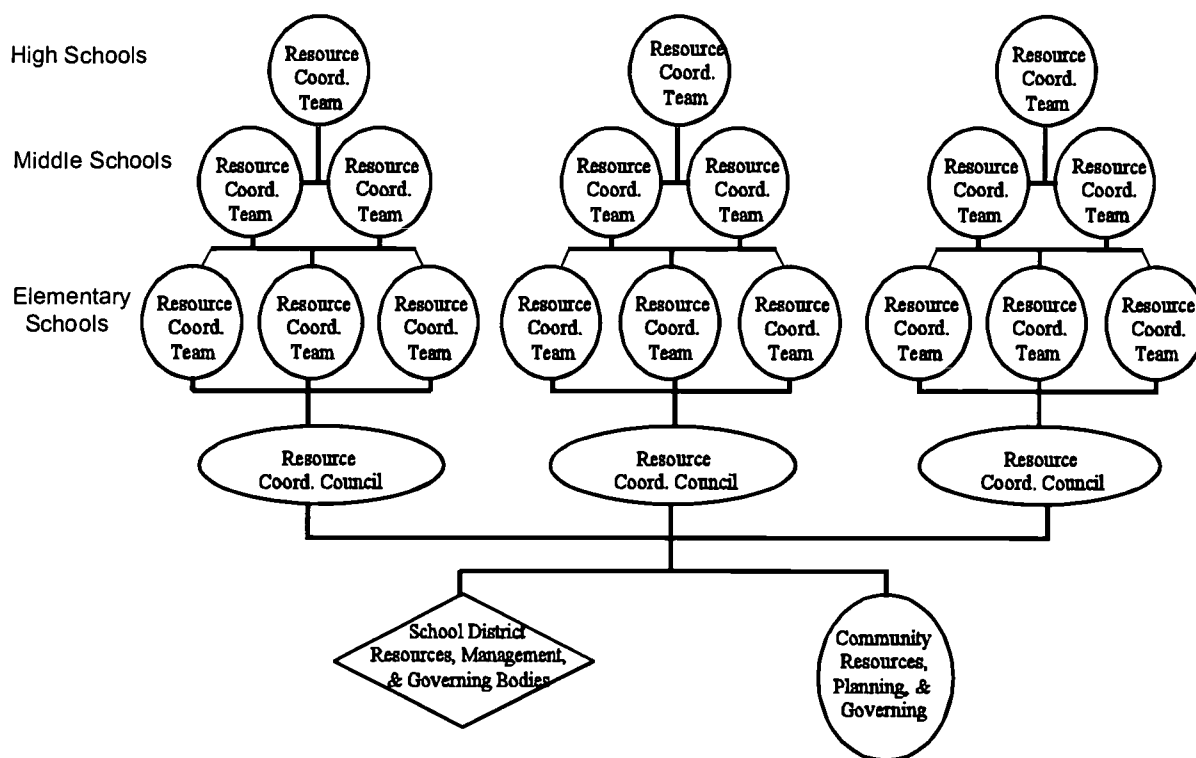 High Schools
Resource
Coord.
Team
Resource
Coord.
Team
Resource
Coord.
Team
Middle Schools
Resource
Coord.
Team
Resource
Coord.
Team
Resource
Coord.
Team
Resource
Coord.
Team
Resource
Coord.
Team
Resource
Coord.
Team
Elementary
Schools
Resource
Coord.
Team
Resource
Coord.
Team
Resource
Coord.
Team
Resource
Coord.
Team
Resource
Coord.
Team
Resource
Coord.
Team
Resource
Coord.
Team
Resource
Coord.
Team
Resource
Coord.
Team
Resource
Coord. Council
Resource
Coord. Council
Resource
Coord. Council
School District
Resources, Management,
& Governing Bodies
Community
Resources,
Planning, &
Governing